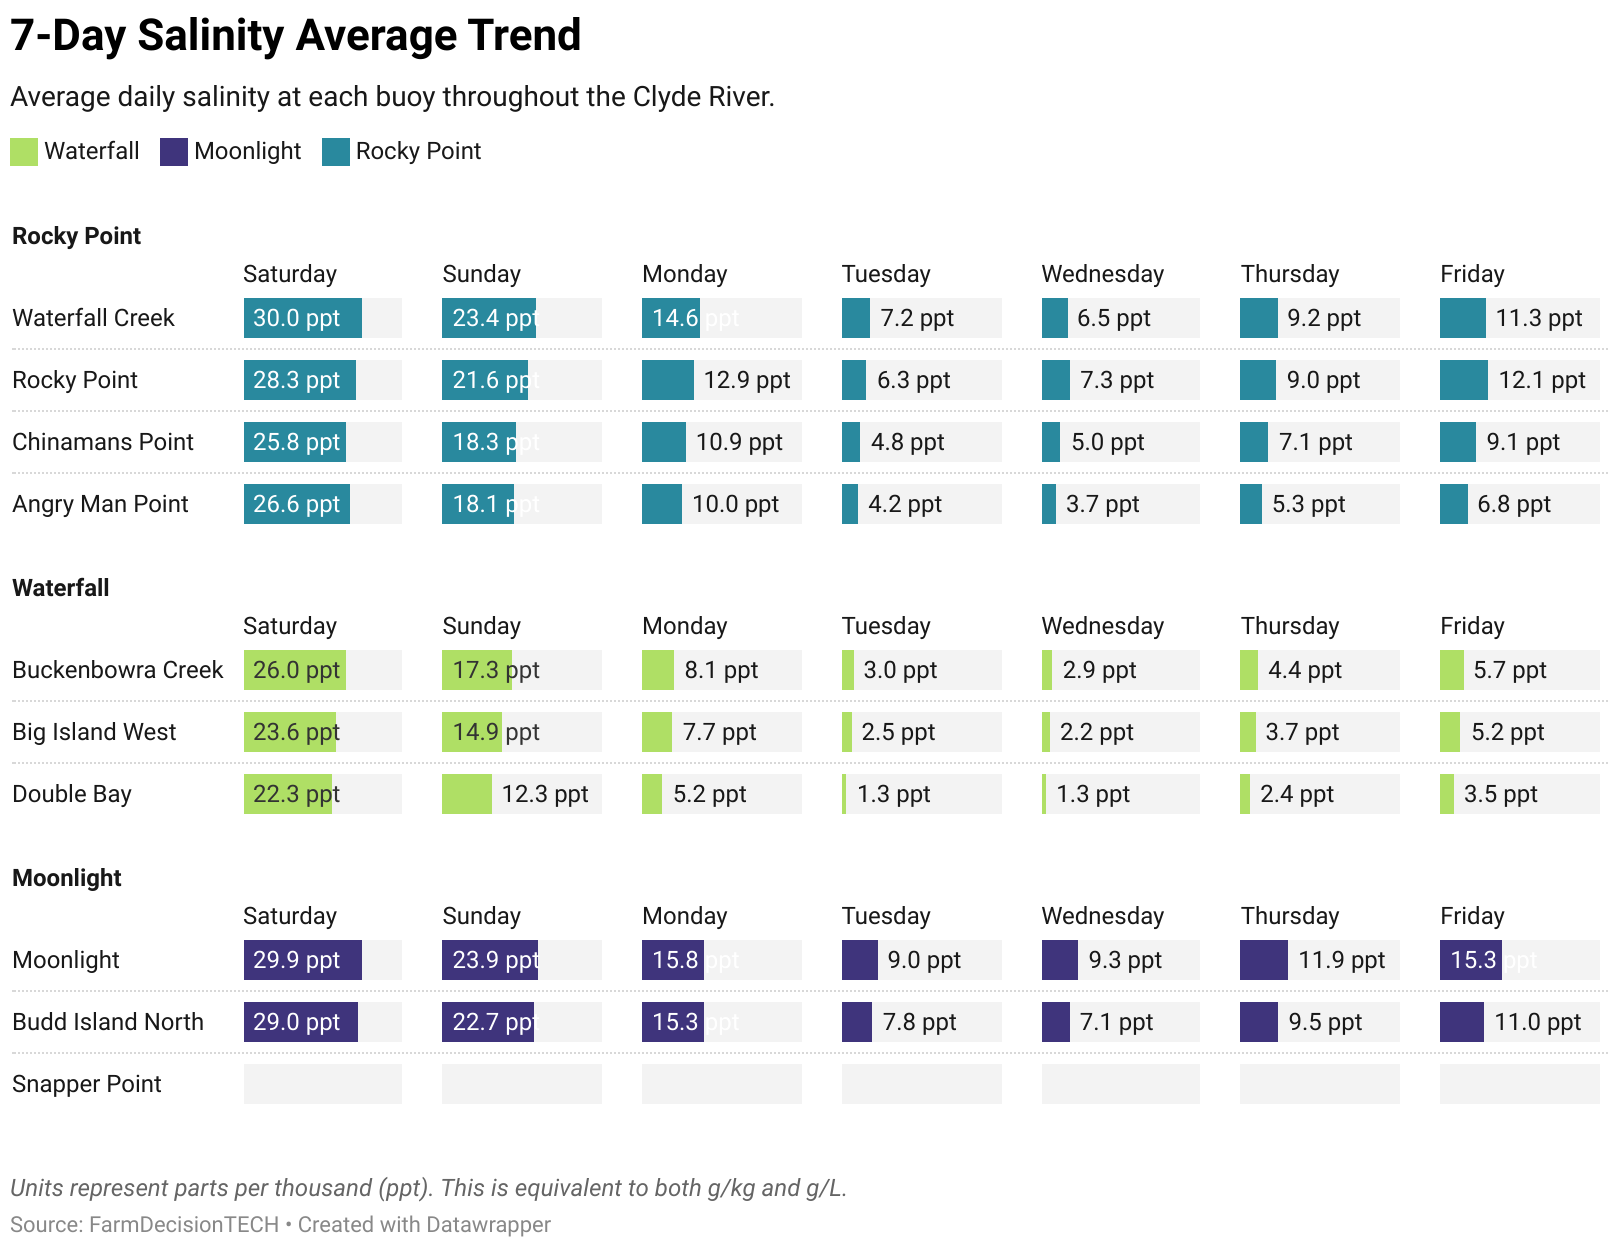 7-Day Salinity Average Trend
Average daily salinity at each buoy throughout the Clyde River.
Waterfall Moonlight Rocky Point
Rocky Point
Saturday Sunday Monday Tuesday Wednesday Thursday Friday
Waterfall Creek 30.0 ppt 23.4 ppt 14.6 ppt 7.2 ppt 6.5 ppt 9.2 ppt 11.3 ppt
Rocky Point 28.3 ppt 21.6 ppt 12.9 ppt 6.3 ppt 7.3 ppt 9.0 ppt 12.1 ppt
Chinamans Point 25.8 ppt 18.3 ppt 10.9 ppt 4.8 ppt 5.0 ppt 7.1 ppt 9.1 ppt
Angry Man Point 26.6 ppt 18.1 ppt 10.0 ppt 4.2 ppt 3.7 ppt 5.3 ppt 6.8 ppt
Waterfall
Saturday Sunday Monday Tuesday Wednesday Thursday Friday
Buckenbowra Creek 26.0 ppt 17.3 ppt 8.1 ppt 3.0 ppt 2.9 ppt 4.4 ppt 5.7 ppt
Big Island West 23.6 ppt 14.9 ppt 7.7 ppt 2.5 ppt 2.2 ppt 3.7 ppt 5.2 ppt
Double Bay 22.3 ppt 12.3 ppt 5.2 ppt 1.3 ppt 1.3 ppt 2.4 ppt 3.5 ppt
Moonlight
Saturday Sunday Monday Tuesday Wednesday Thursday Friday
Moonlight 29.9 ppt 23.9 ppt 15.8 ppt 9.0 ppt 9.3 ppt 11.9 ppt 15.3 ppt
Budd Island North 29.0 ppt 22.7 ppt 15.3 ppt 7.8 ppt 7.1 ppt 9.5 ppt 11.0 ppt
Snapper Point
Units represent parts per thousand (ppt). This is equivalent to both g/kg and g/L.
Source: FarmDecisionTECH • Created with Datawrapper